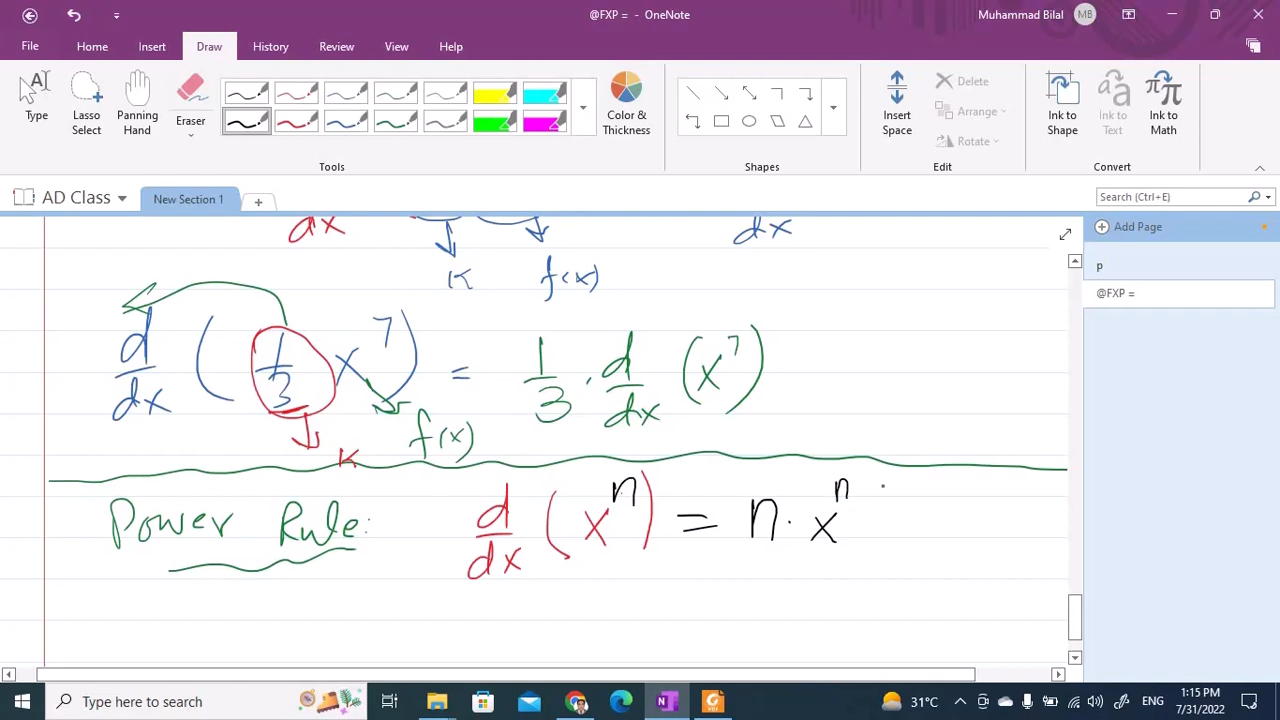 @FXP = - OneNote
Muhammad Bilal MB
File Home Insert Draw History Review View Help
Type
Lasso Select
Panning Hand
Eraser
Color & Thickness
Insert Space
Delete
Arrange
Rotate
Ink to Shape
Ink to Text
Ink to Math
Tools Shapes Edit Convert
AD Class New Section 1 + Search (Ctrl+E)
Add Page
p
@FXP =
dx dx
K f(x)
d/dx (1/3 x^7) = 1/3 . d/dx (x^7)
K f(x)
Power Rule: d/dx (x^n) = n . x^n
Type here to search
31°C ENG 1:15 PM 7/31/2022